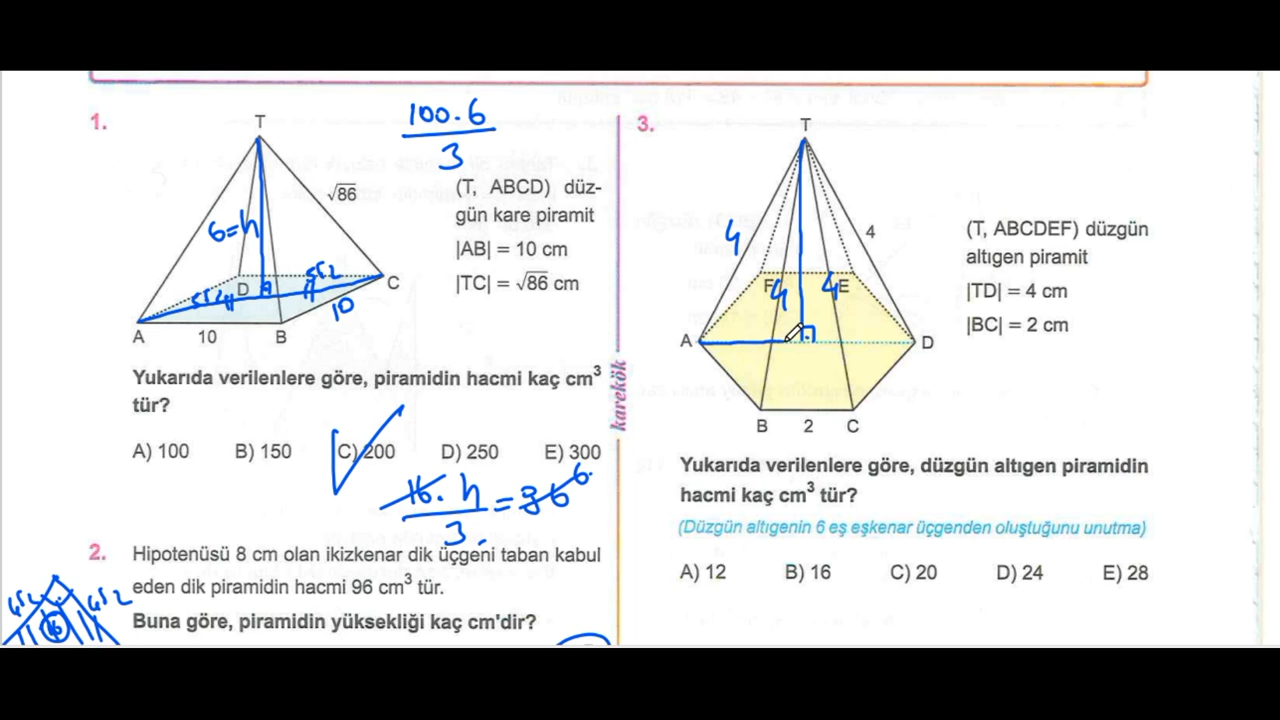 1.
T
√86
6=h
5√2
5√2
D
C
10
A
10
B
100.6
3
(T, ABCD) düz-
gün kare piramit
|AB| = 10 cm
|TC| = √86 cm
Yukarıda verilenlere göre, piramidin hacmi kaç cm³
tür?
A) 100 B) 150 C) 200 D) 250 E) 300
16. h
3
= 36 6
2. Hipotenüsü 8 cm olan ikizkenar dik üçgeni taban kabul
eden dik piramidin hacmi 96 cm³ tür.
Buna göre, piramidin yüksekliği kaç cm'dir?
4√2
4√2
16
karekök
3.
T
4
4
F
4
4
E
A
D
B
2
C
(T, ABCDEF) düzgün
altıgen piramit
|TD| = 4 cm
|BC| = 2 cm
Yukarıda verilenlere göre, düzgün altıgen piramidin
hacmi kaç cm³ tür?
(Düzgün altıgenin 6 eş eşkenar üçgenden oluştuğunu unutma)
A) 12 B) 16 C) 20 D) 24 E) 28